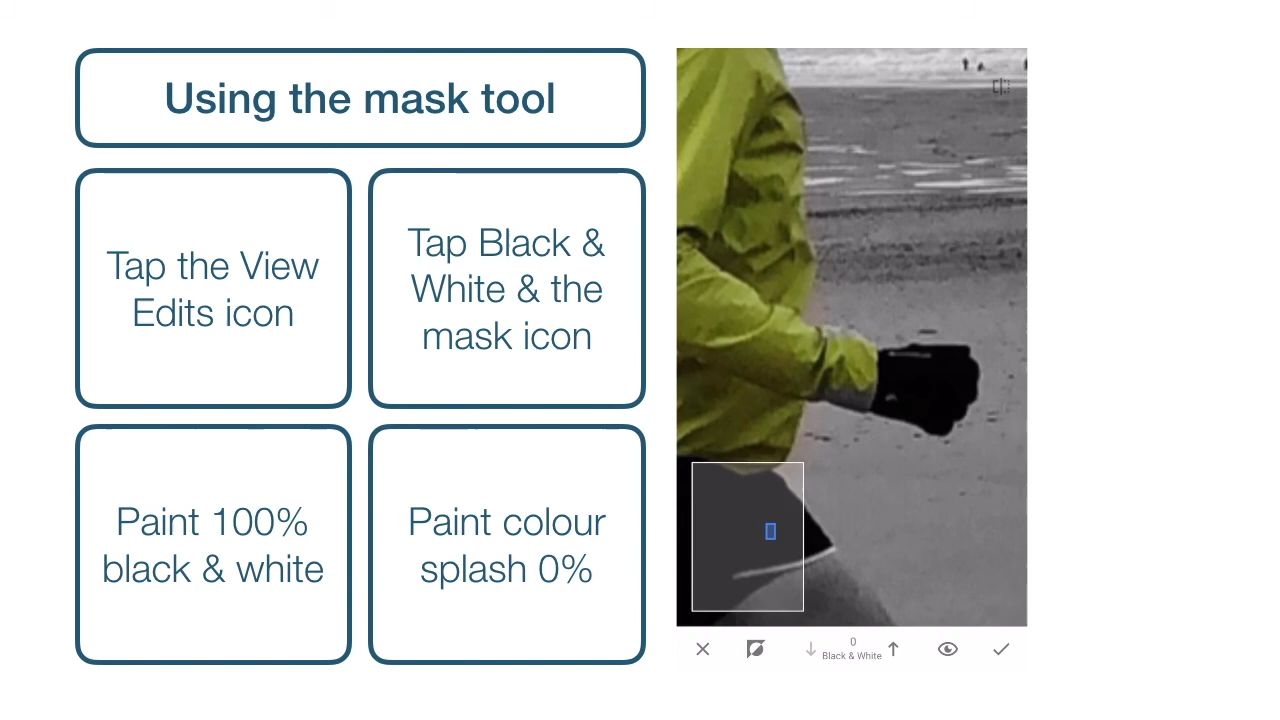 Using the mask tool
Tap the View
Edits icon
Tap Black &
White & the
mask icon
Paint 100%
black & white
Paint colour
splash 0%
0
Black & White